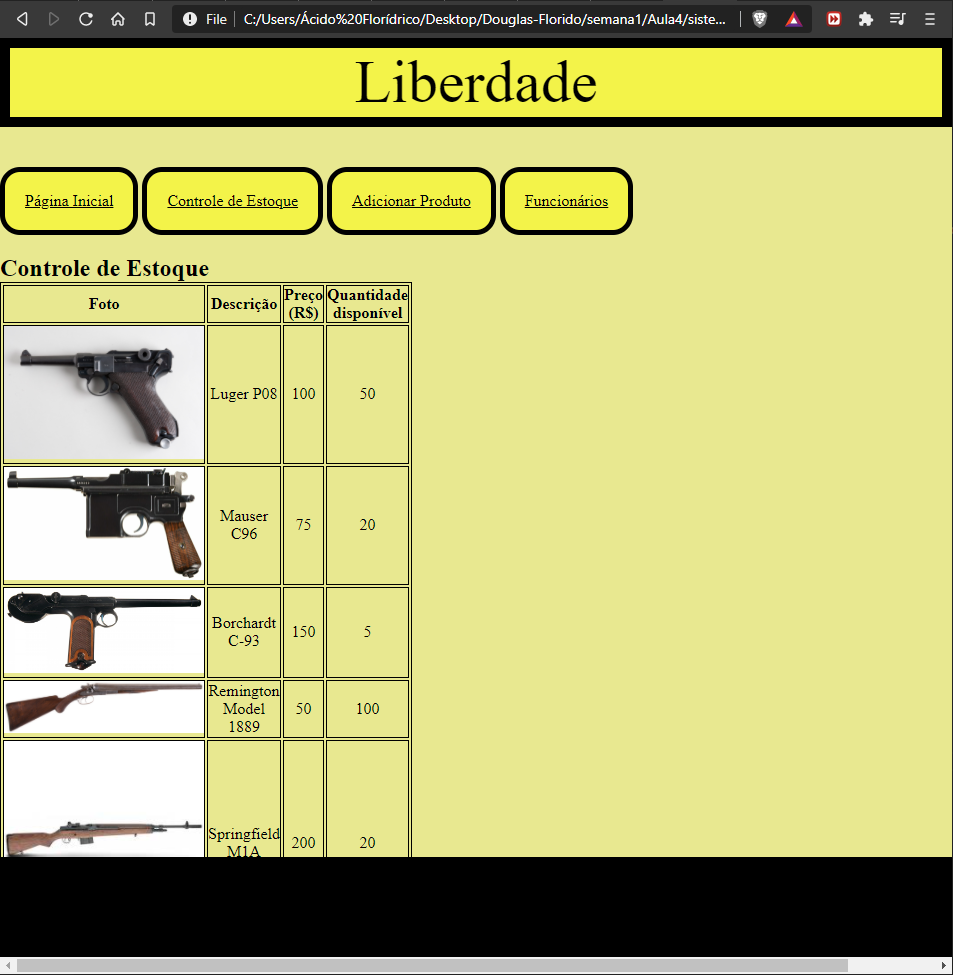 File
C:/Users/Ácido%20Florídrico/Desktop/Douglas-Florido/semana1/Aula4/siste...
Liberdade
Página Inicial
Controle de Estoque
Adicionar Produto
Funcionários
Controle de Estoque
Foto
Descrição
Preço
(R$)
Quantidade
disponível
Luger P08
100
50
Mauser
C96
75
20
Borchardt
C-93
150
5
Remington
Model
1889
50
100
Springfield
M1A
200
20